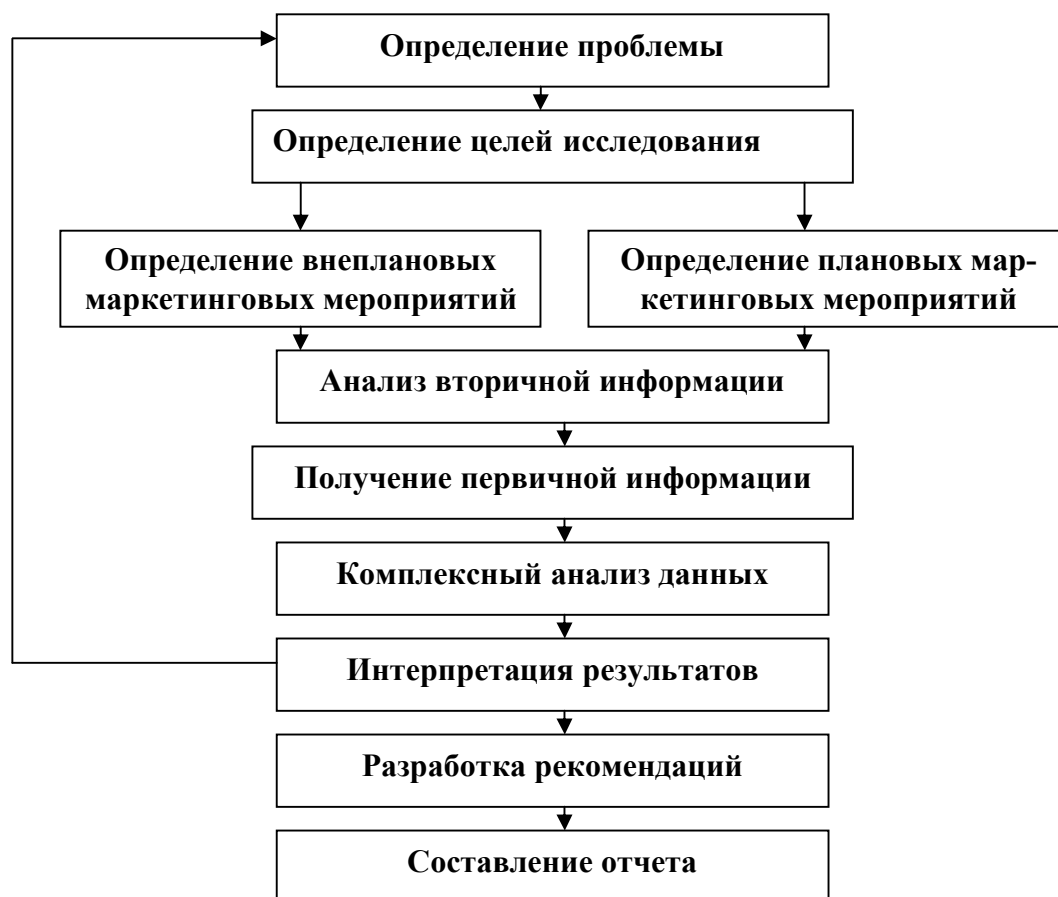 Определение проблемы
Определение целей исследования
Определение внеплановых
маркетинговых мероприятий
Определение плановых мар-
кетинговых мероприятий
Анализ вторичной информации
Получение первичной информации
Комплексный анализ данных
Интерпретация результатов
Разработка рекомендаций
Составление отчета